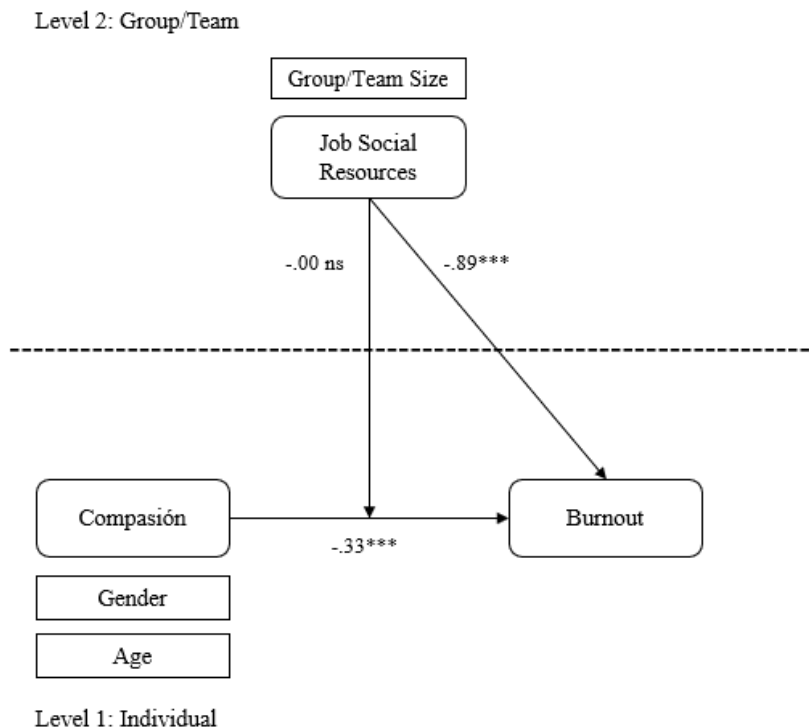 Level 2: Group/Team
Group/Team Size
Job Social
Resources
-.00 ns
-.89***
Compasión
Burnout
-.33***
Gender
Age
Level 1: Individual